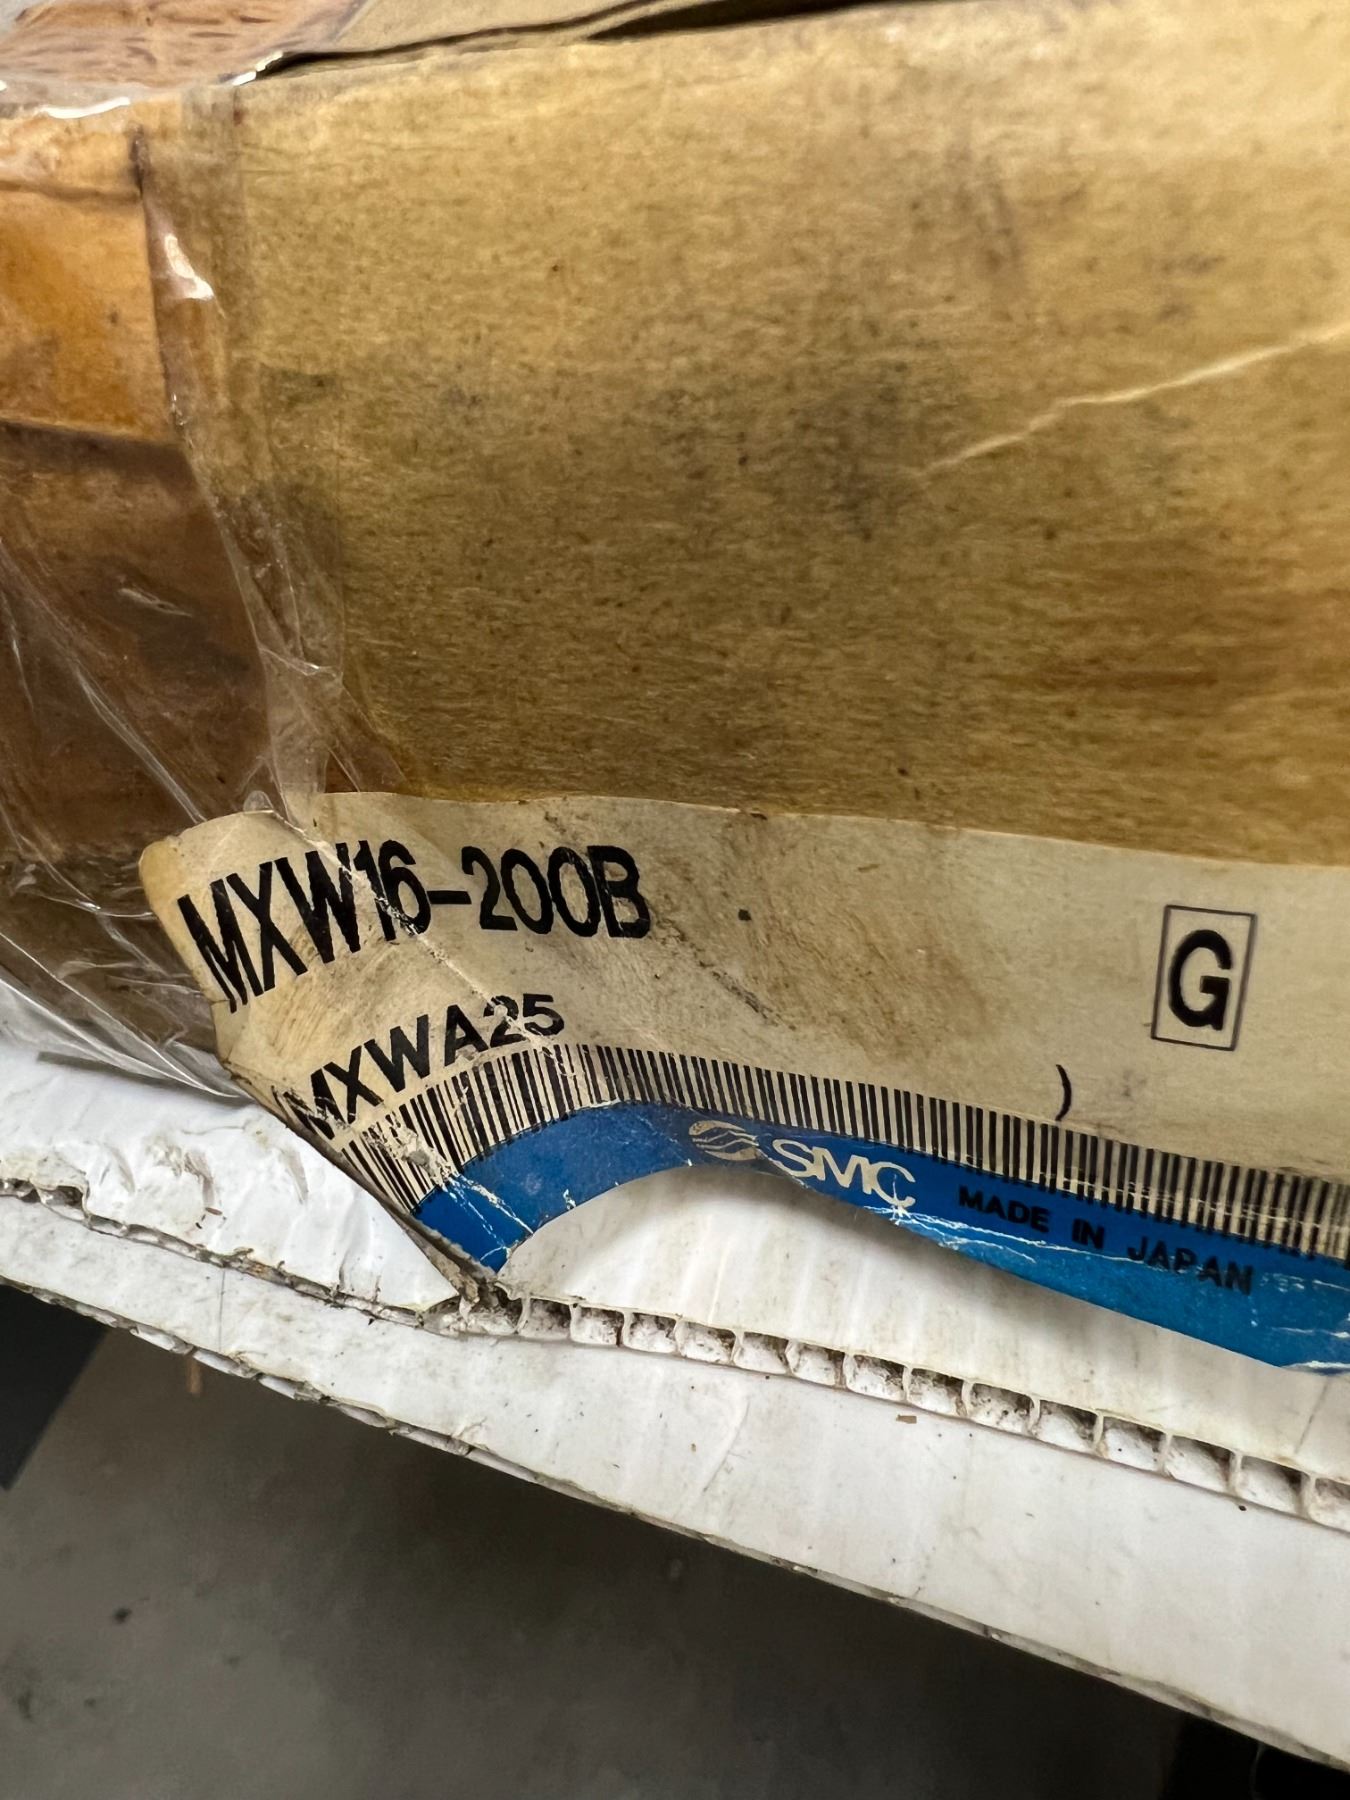 MXW16-200B
G
(MXWA25
)
SMC MADE IN JAPAN